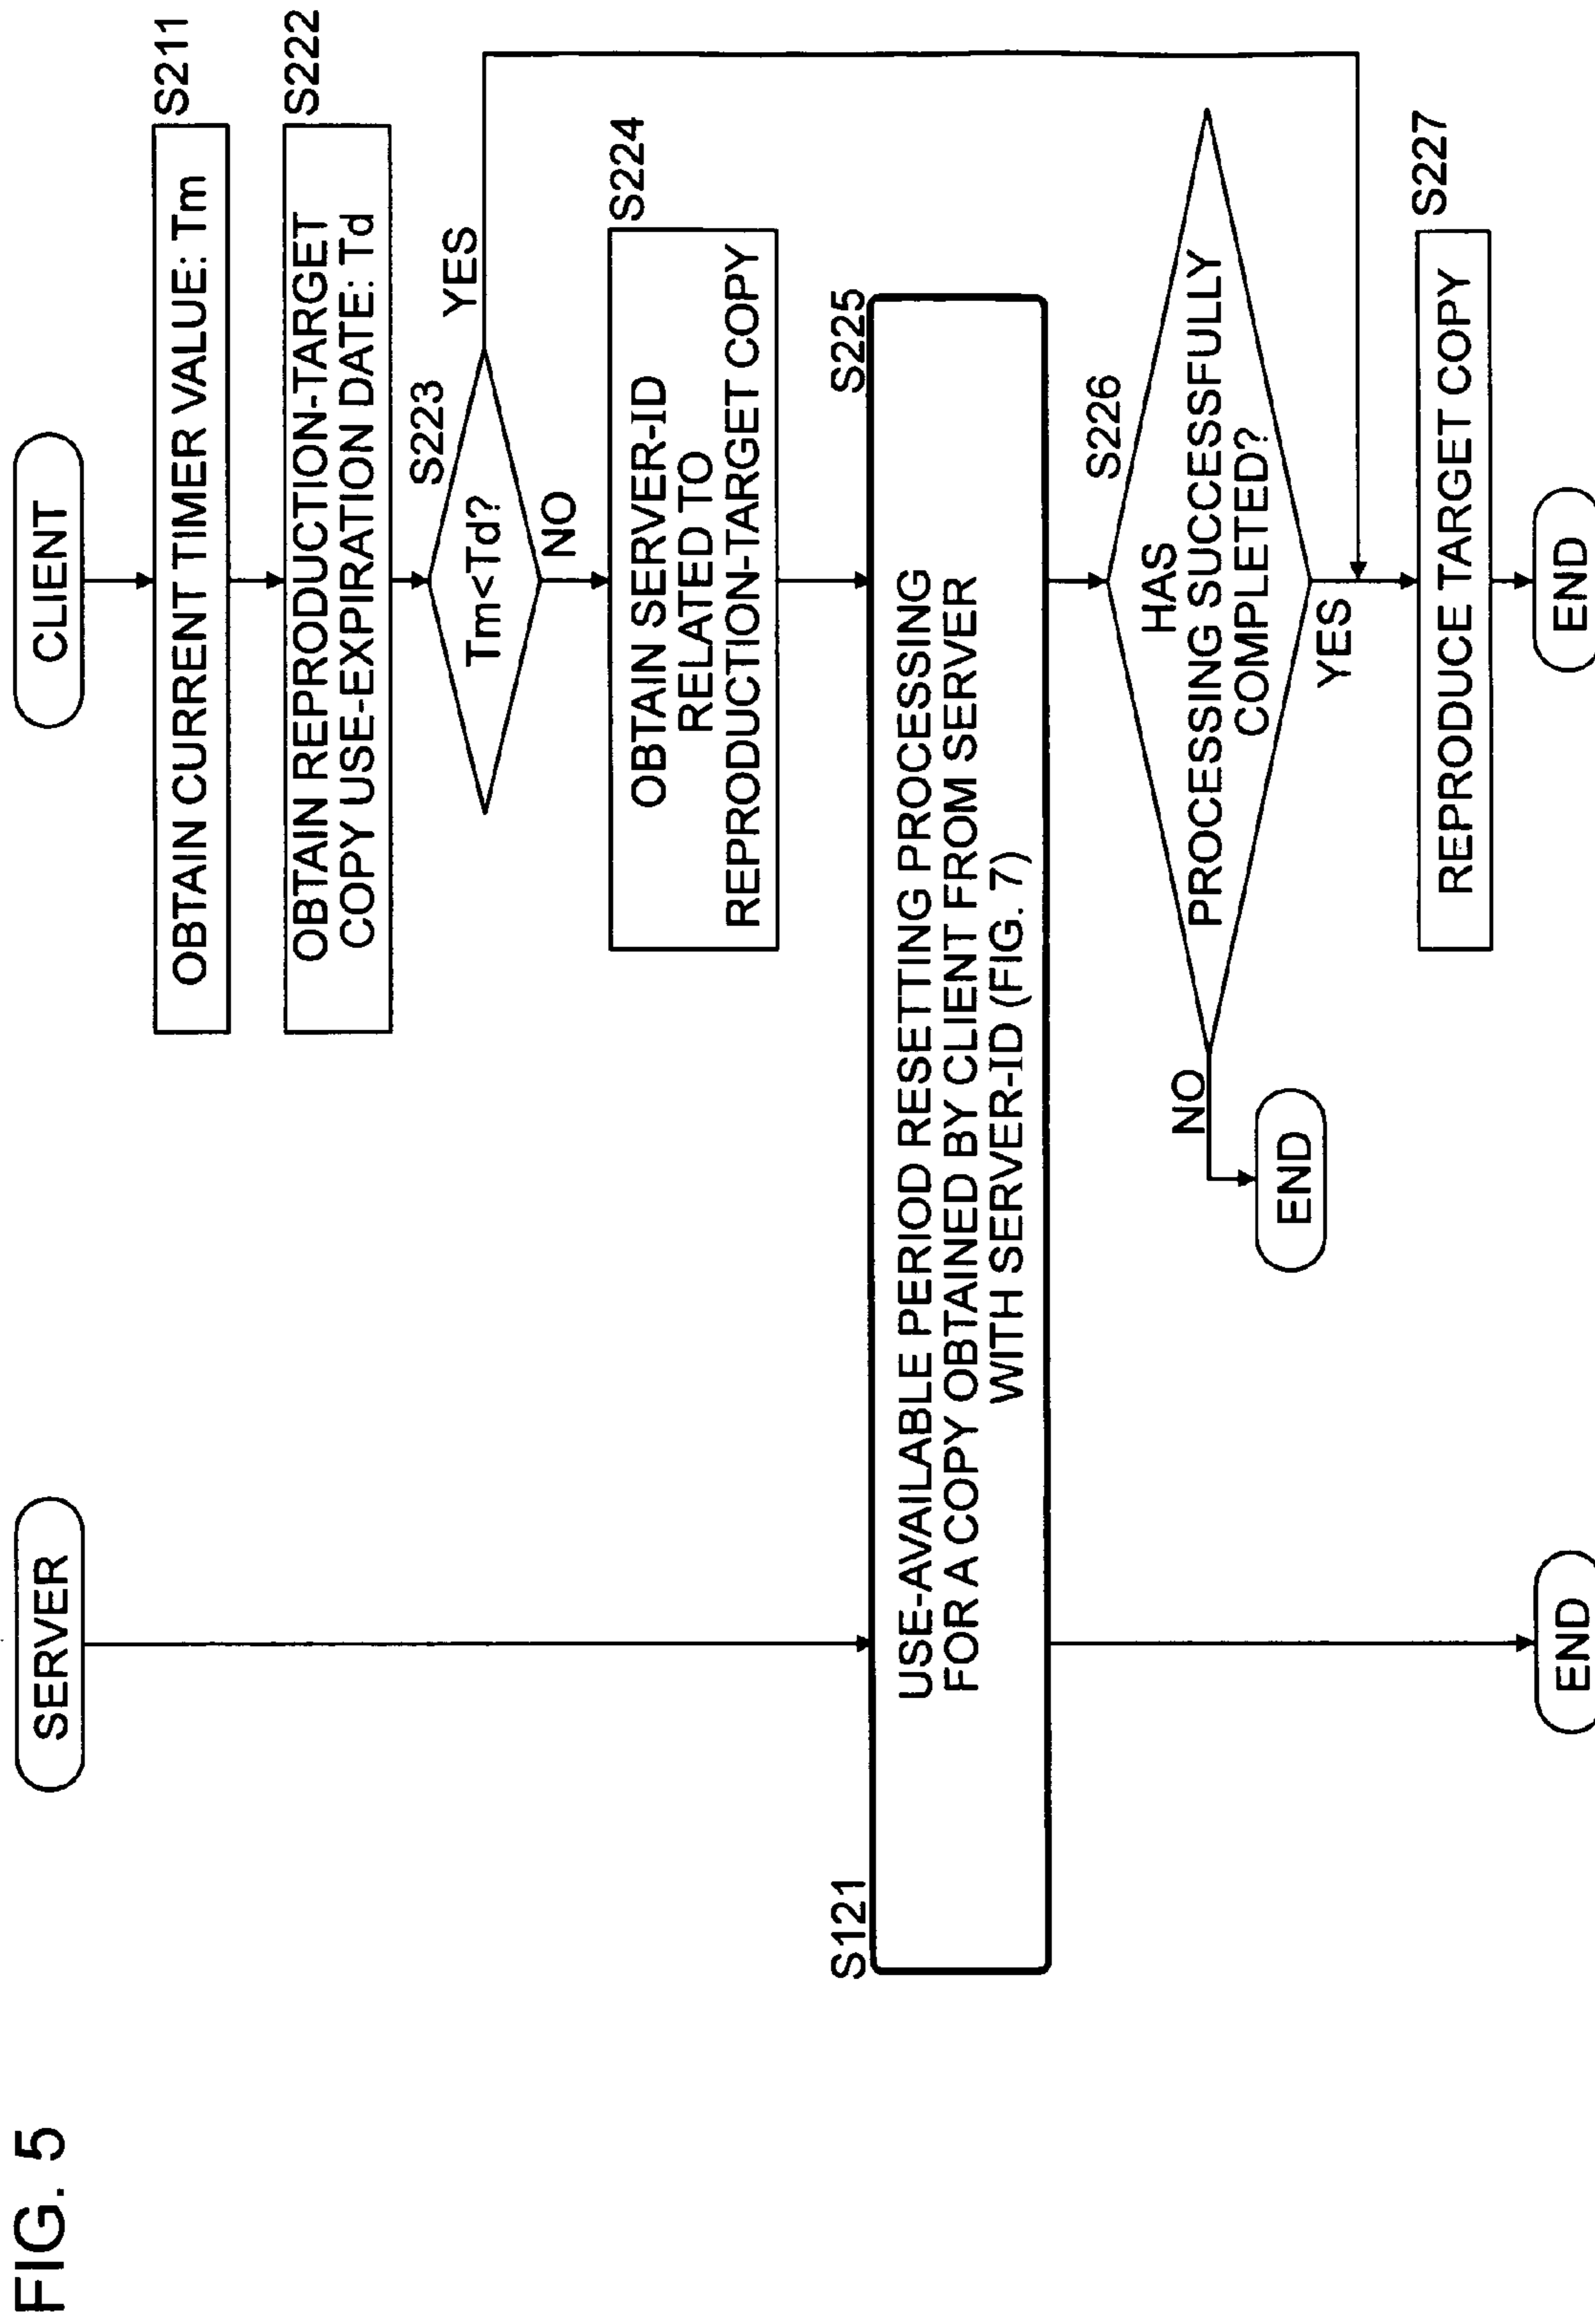 FIG. 5
SERVER
CLIENT
OBTAIN CURRENT TIMER VALUE: Tm
S211
OBTAIN REPRODUCTION-TARGET
COPY USE-EXPIRATION DATE: Td
S222
S223
Tm<Td?
YES
NO
S224
OBTAIN SERVER-ID
RELATED TO
REPRODUCTION-TARGET COPY
S121
S225
USE-AVAILABLE PERIOD RESETTING PROCESSING
FOR A COPY OBTAINED BY CLIENT FROM SERVER
WITH SERVER-ID (FIG. 7)
S226
HAS
PROCESSING SUCCESSFULLY
COMPLETED?
NO
YES
END
S227
REPRODUCE TARGET COPY
END
END